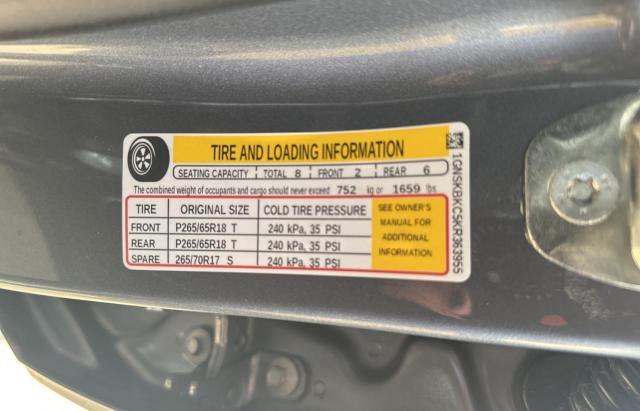 TIRE AND LOADING INFORMATION
SEATING CAPACITY TOTAL 8 FRONT 2 REAR 6
The combined weight of occupants and cargo should never exceed 752 kg or 1659 lbs
TIRE ORIGINAL SIZE COLD TIRE PRESSURE
FRONT P265/65R18 T 240 kPa, 35 PSI
REAR P265/65R18 T 240 kPa, 35 PSI
SPARE 265/70R17 S 240 kPa, 35 PSI
SEE OWNER'S
MANUAL FOR
ADDITIONAL
INFORMATION
1GNSKBKC5KR363955